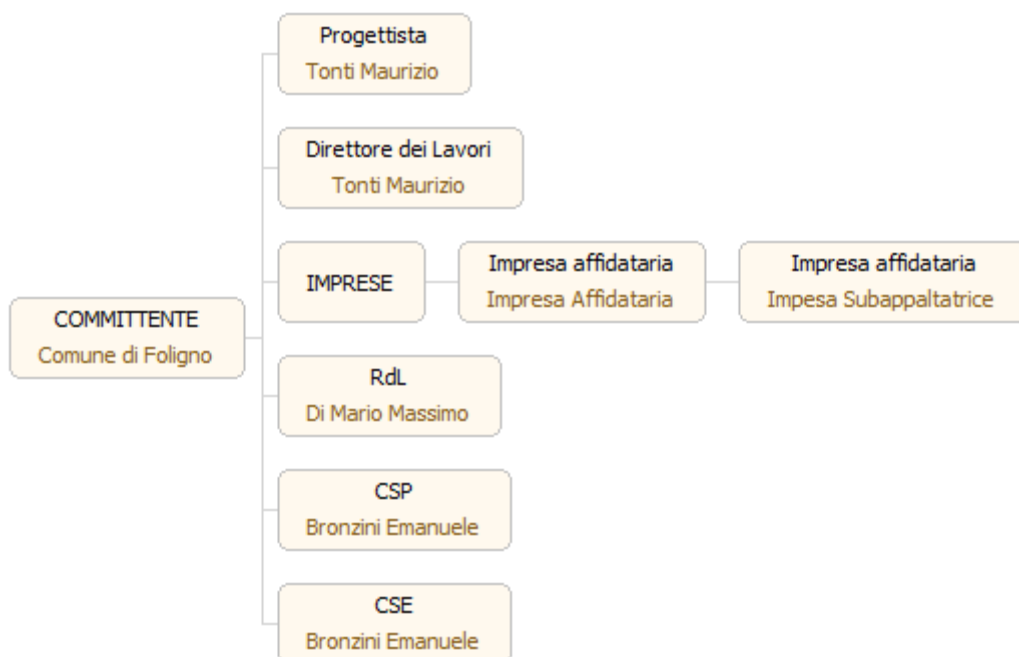 Progettista
Tonti Maurizio
Direttore dei Lavori
Tonti Maurizio
IMPRESE
Impresa affidataria
Impresa Affidataria
Impresa affidataria
Impesa Subappaltatrice
COMMITTENTE
Comune di Foligno
RdL
Di Mario Massimo
CSP
Bronzini Emanuele
CSE
Bronzini Emanuele